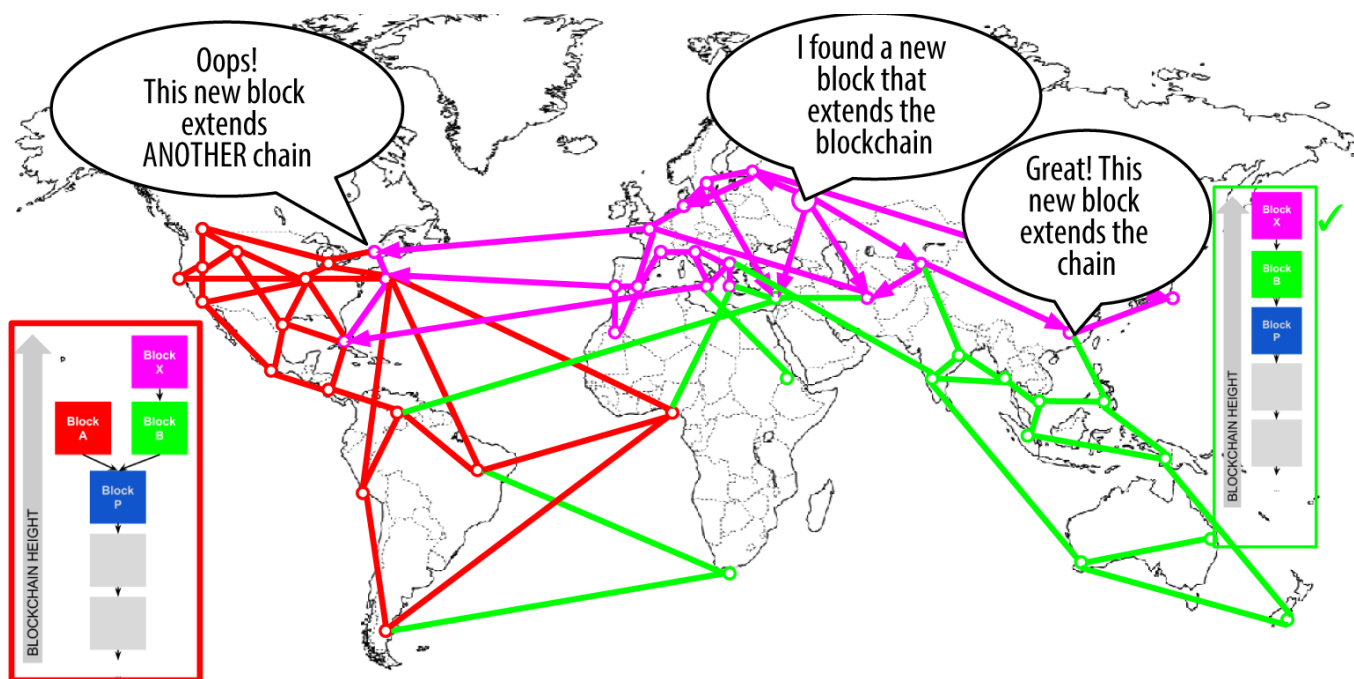 Oops!
This new block
extends
ANOTHER chain
I found a new
block that
extends the
blockchain
Great! This
new block
extends the
chain
BLOCKCHAIN HEIGHT
Block
X
Block
A
Block
B
Block
P
...
BLOCKCHAIN HEIGHT
Block
X
Block
B
Block
P
...